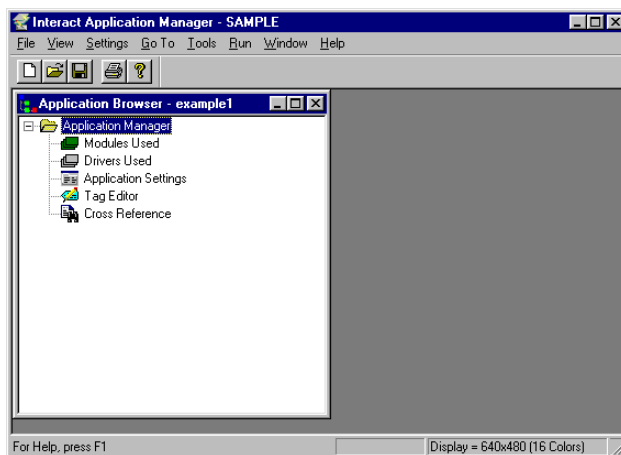 Interact Application Manager - SAMPLE
File View Settings Go To Tools Run Window Help
Application Browser - example1
Application Manager
Modules Used
Drivers Used
Application Settings
Tag Editor
Cross Reference
For Help, press F1
Display = 640x480 (16 Colors)